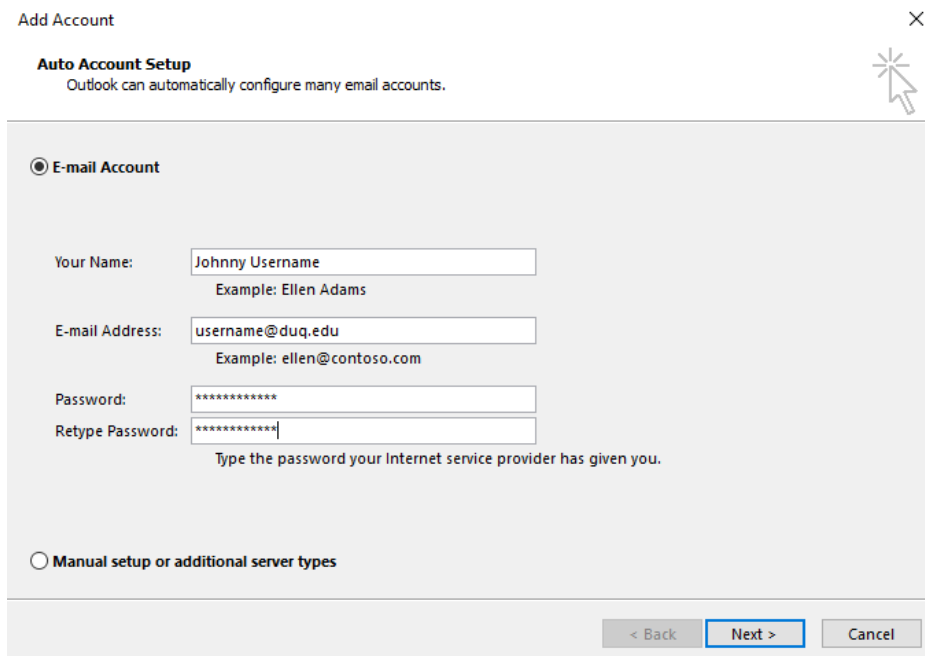 Add Account
Auto Account Setup
Outlook can automatically configure many email accounts.
E-mail Account
Your Name: Johnny Username
Example: Ellen Adams
E-mail Address: username@duq.edu
Example: ellen@contoso.com
Password: ************
Retype Password: ************
Type the password your Internet service provider has given you.
Manual setup or additional server types
< Back Next > Cancel